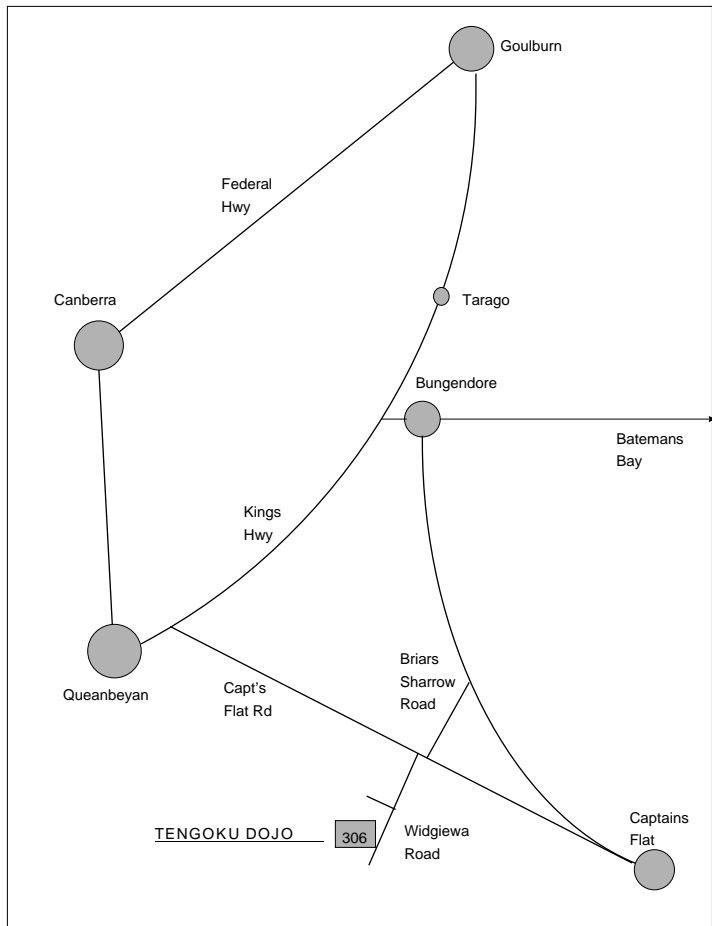 Goulburn
Federal
Hwy
Canberra
Tarago
Bungendore
Batemans
Bay
Kings
Hwy
Briars
Sharrow
Road
Queanbeyan
Capt's
Flat Rd
TENGOKU DOJO
306
Widgiewa
Road
Captains
Flat